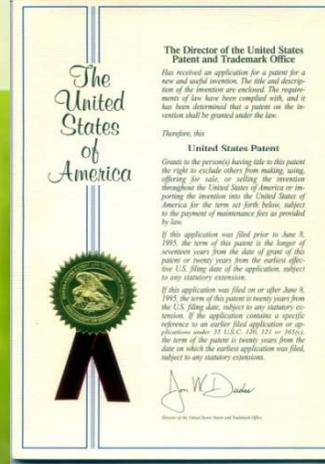 The
United
States
of
America
The Director of the United States
Patent and Trademark Office
Has received an application for a patent for a
new and useful invention. The title and descrip-
tion of the invention are enclosed. The require-
ments of law have been complied with, and it
has been determined that a patent on the in-
vention shall be granted under the law.
Therefore, this
United States Patent
Grants to the person(s) having title to this patent
the right to exclude others from making, using,
offering for sale, or selling the invention
throughout the United States of America or im-
porting the invention into the United States of
America for the term set forth below, subject
to the payment of maintenance fees as provided
by law.
If this application was filed prior to June 8,
1995, the term of this patent is the longer of
seventeen years from the date of grant of this
patent or twenty years from the earliest effec-
tive U.S. filing date of the application, subject
to any statutory extension.
If this application was filed on or after June 8,
1995, the term of this patent is twenty years from
the U.S. filing date, subject to any statutory ex-
tension. If the application contains a specific
reference to an earlier filed application or ap-
plications under 35 U.S.C. 120, 121 or 365(c),
the term of the patent is twenty years from the
date on which the earliest application was filed,
subject to any statutory extensions.
Jon W. Dudas
Director of the United States Patent and Trademark Office